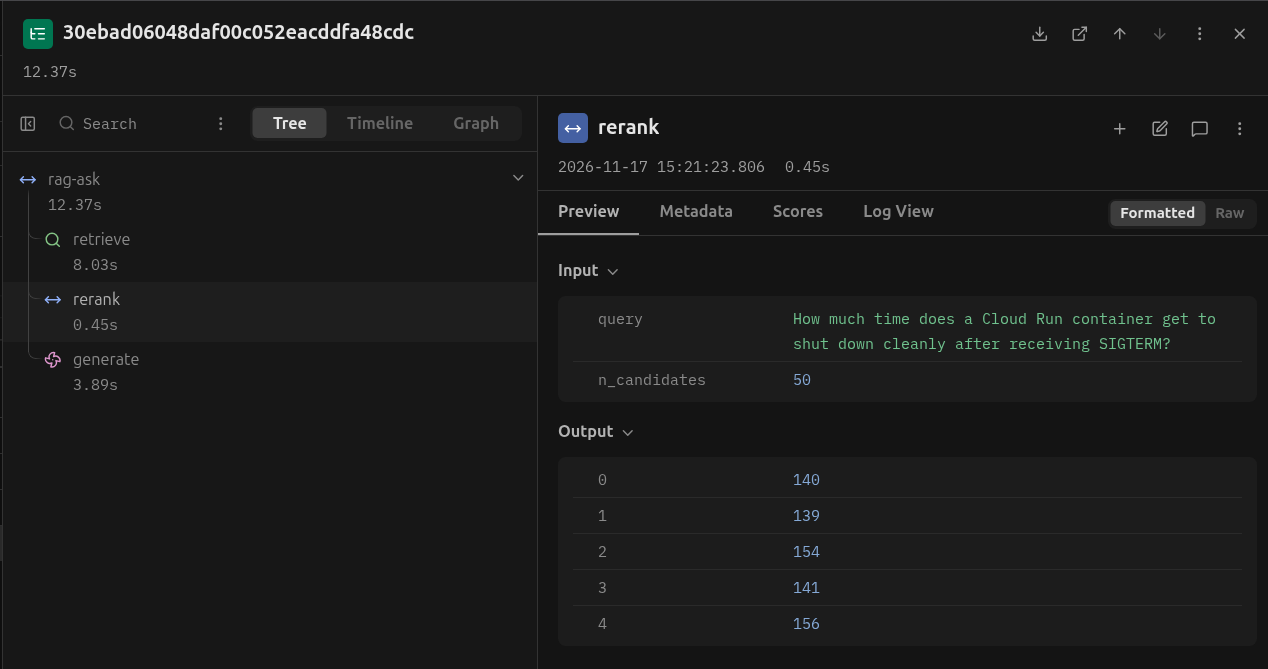 30ebad06048daf00c052eacddfa48cdc
12.37s
Search
Tree Timeline Graph
rag-ask
12.37s
retrieve
8.03s
rerank
0.45s
generate
3.89s
rerank
2026-11-17 15:21:23.806 0.45s
Preview Metadata Scores Log View Formatted Raw
Input
query How much time does a Cloud Run container get to
shut down cleanly after receiving SIGTERM?
n_candidates 50
Output
0 140
1 139
2 154
3 141
4 156